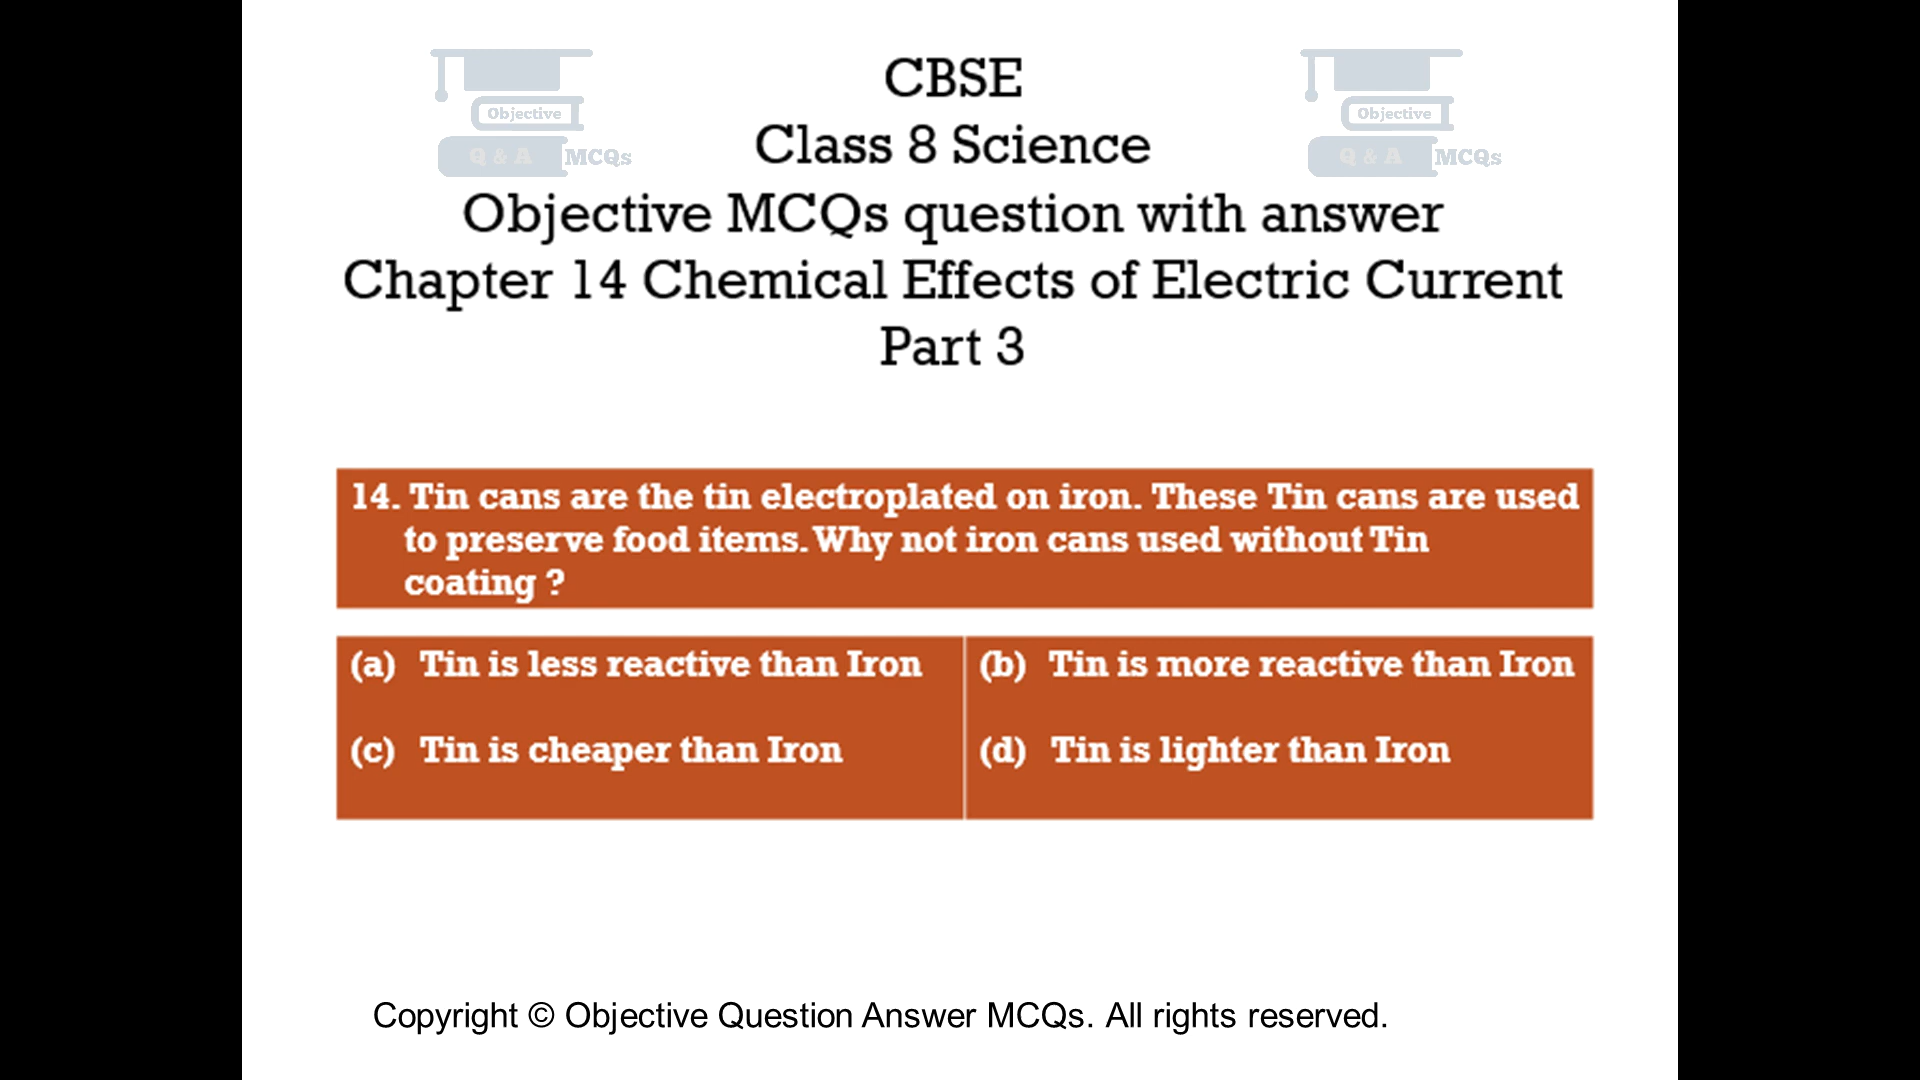 CBSE
Class 8 Science
Objective MCQs question with answer
Chapter 14 Chemical Effects of Electric Current
Part 3
Objective
Q & A MCQs
Objective
Q & A MCQs
14. Tin cans are the tin electroplated on iron. These Tin cans are used
to preserve food items. Why not iron cans used without Tin
coating ?
(a) Tin is less reactive than Iron
(b) Tin is more reactive than Iron
(c) Tin is cheaper than Iron
(d) Tin is lighter than Iron
Copyright © Objective Question Answer MCQs. All rights reserved.